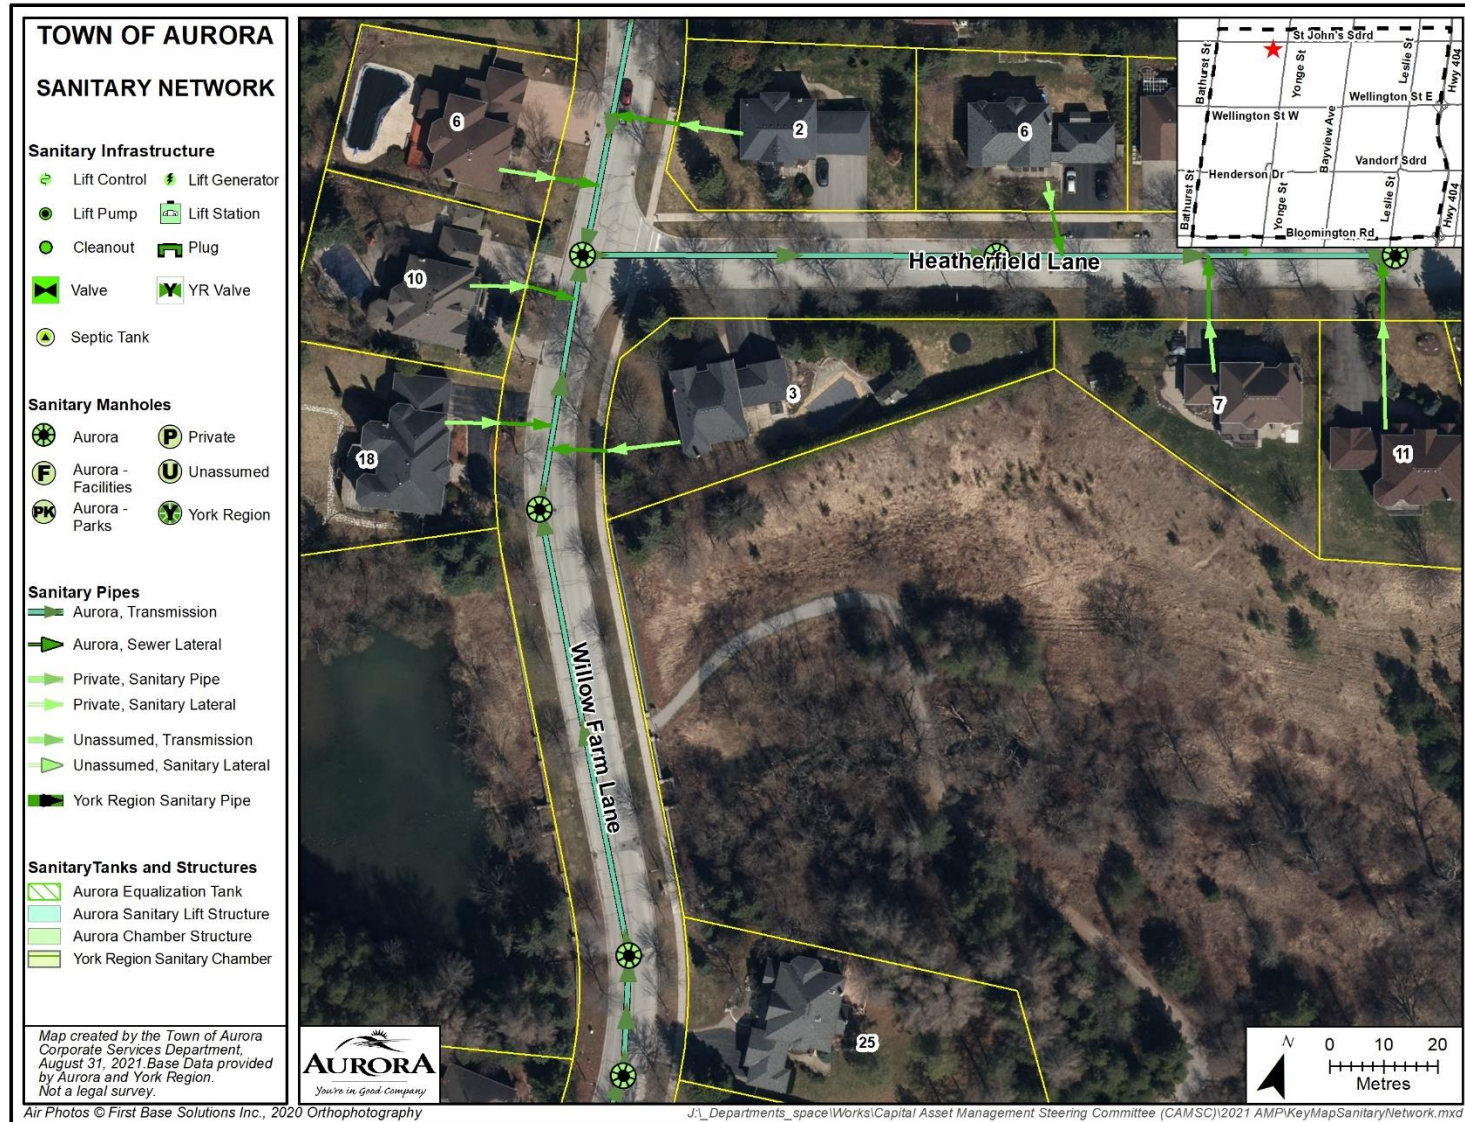 TOWN OF AURORA
SANITARY NETWORK
Sanitary Infrastructure
Lift Control
Lift Generator
Lift Pump
Lift Station
Cleanout
Plug
Valve
Y YR Valve
Septic Tank
Sanitary Manholes
Aurora
P Private
F Aurora -
Facilities
U Unassumed
PK Aurora -
Parks
Y York Region
Sanitary Pipes
Aurora, Transmission
Aurora, Sewer Lateral
Private, Sanitary Pipe
Private, Sanitary Lateral
Unassumed, Transmission
Unassumed, Sanitary Lateral
York Region Sanitary Pipe
SanitaryTanks and Structures
Aurora Equalization Tank
Aurora Sanitary Lift Structure
Aurora Chamber Structure
York Region Sanitary Chamber
Map created by the Town of Aurora
Corporate Services Department,
August 31, 2021.Base Data provided
by Aurora and York Region.
Not a legal survey.
6
2
6
10
Heatherfield Lane
3
7
18
11
Willow Farm Lane
25
St John's Sdrd
Bathurst St
Yonge St
Leslie St
Hwy 404
Wellington St E
Wellington St W
Bayview Ave
Vandorf Sdrd
Henderson Dr
Bathurst St
Yonge St
Leslie St
Hwy 404
Bloomington Rd
AURORA
You're in Good Company
N
0 10 20
Metres
Air Photos © First Base Solutions Inc., 2020 Orthophotography
J:\_Departments_space\Works\Capital Asset Management Steering Committee (CAMSC)\2021 AMP\KeyMapSanitaryNetwork.mxd